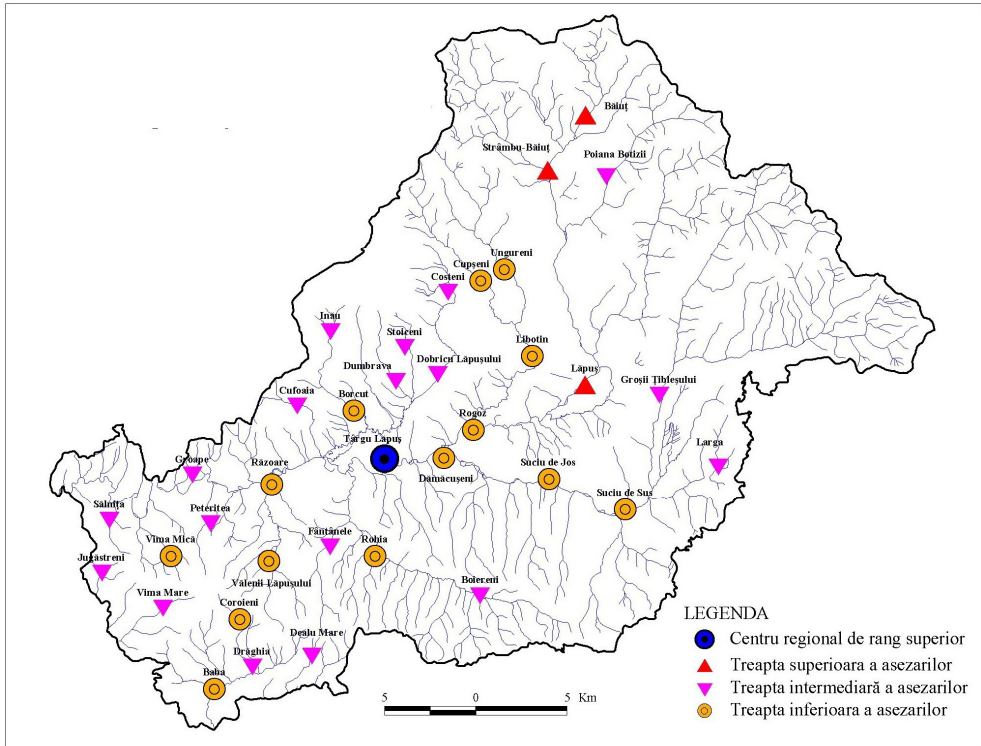 Băiuț
Strâmbu-Băiuț
Poiana Botizii
Ungureni
Cupșeni
Costeni
Inau
Stoiceni
Libotin
Dobricu Lăpușului
Dumbrava
Lăpuș
Groșii Țibleșului
Cufoaia
Borcut
Rogoz
Târgu Lăpuș
Larga
Groape
Răzoare
Dămăcușeni
Suciu de Jos
Suciu de Sus
Sălnița
Peteritea
Fântânele
Vima Mică
Rohia
Jugăstreni
Vălenii Lăpușului
Boiereni
Vima Mare
Coroieni
Dealu Mare
Drăghia
Baba
LEGENDA
Centru regional de rang superior
Treapta superioara a asezarilor
Treapta intermediară a asezarilor
Treapta inferioara a asezarilor
5 0 5 Km